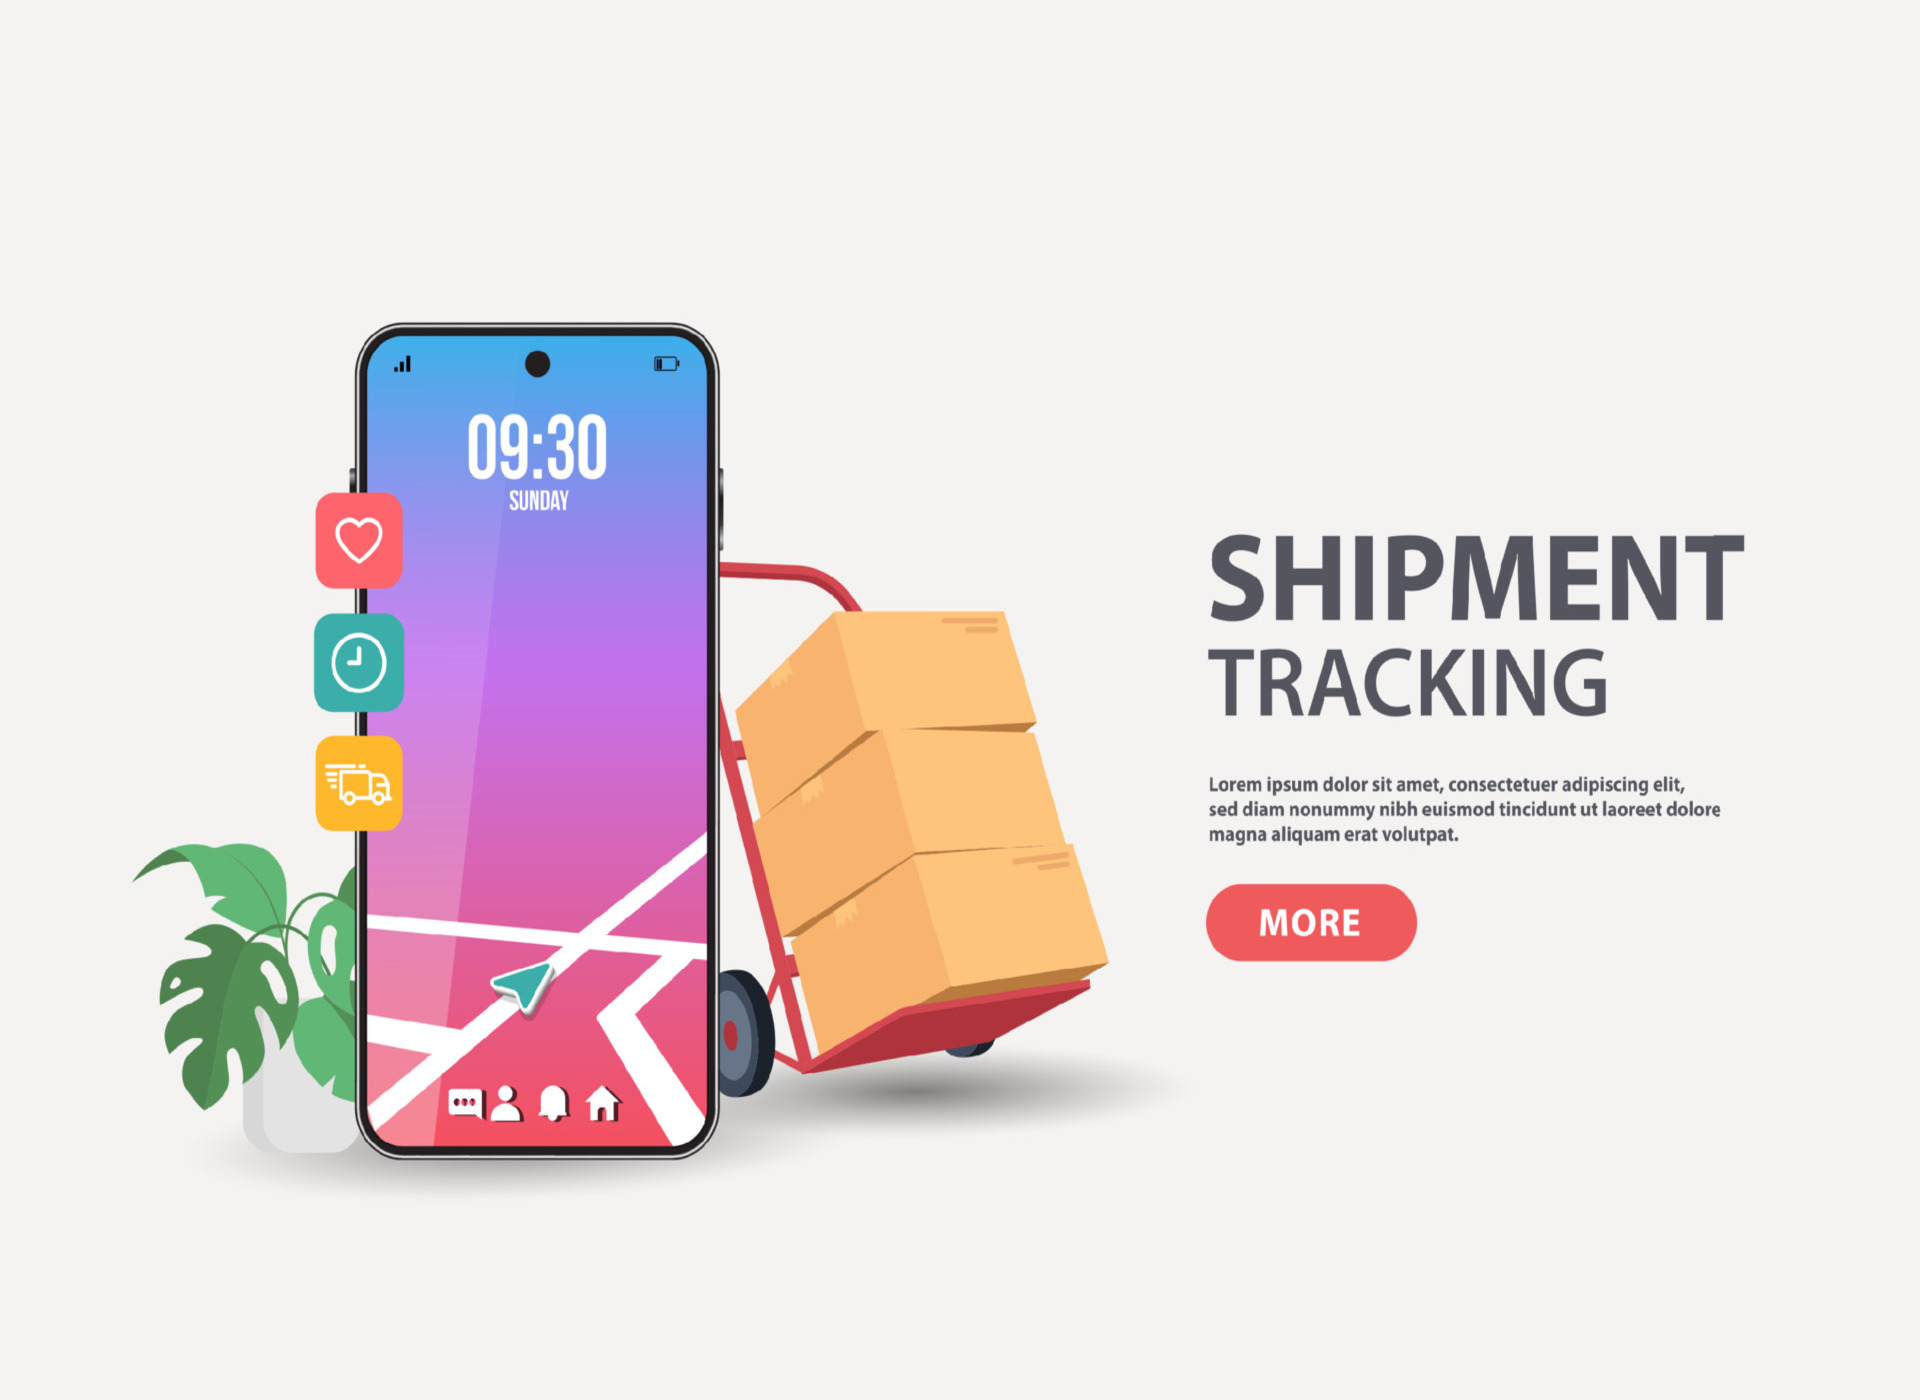 09:30
SUNDAY
SHIPMENT
TRACKING
Lorem ipsum dolor sit amet, consectetuer adipiscing elit,
sed diam nonummy nibh euismod tincidunt ut laoreet dolore
magna aliquam erat volutpat.
MORE